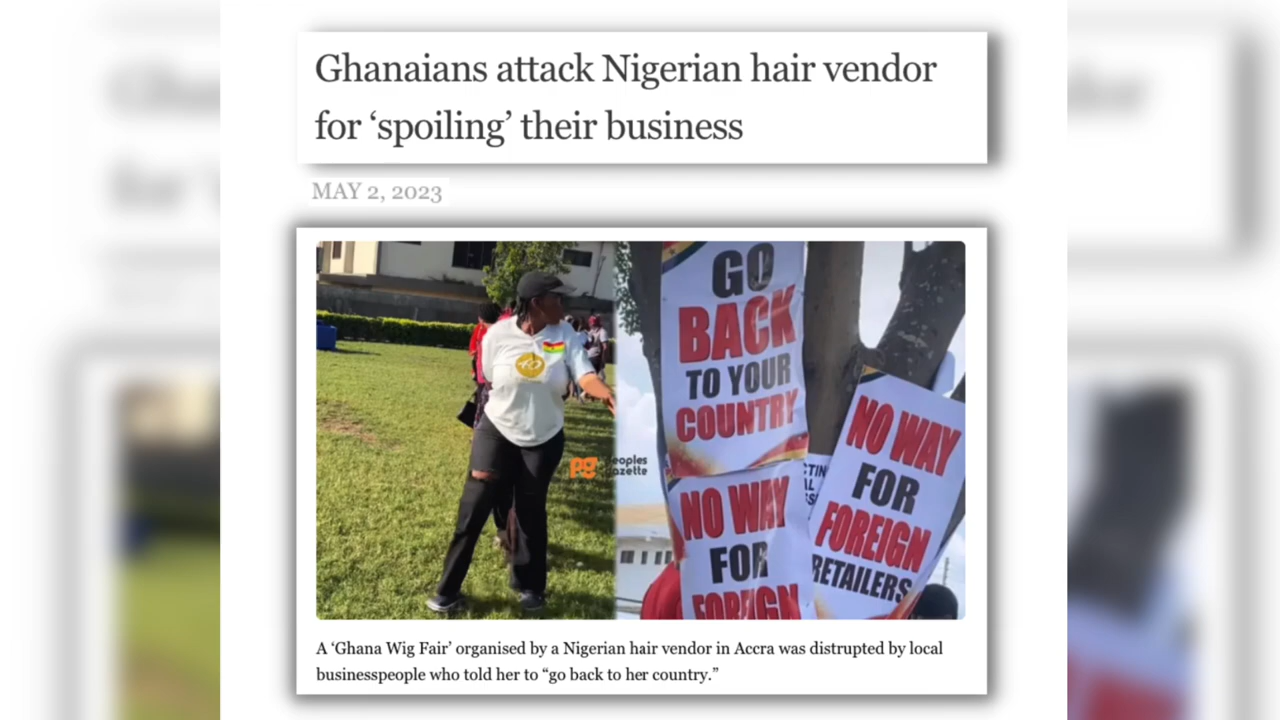 Ghanaians attack Nigerian hair vendor
for ‘spoiling’ their business
MAY 2, 2023
GO
BACK
TO YOUR
COUNTRY
NO WAY
FOR
FOREIGN
NO WAY
FOR
FOREIGN
RETAILERS
pg
peoples
gazette
A ‘Ghana Wig Fair’ organised by a Nigerian hair vendor in Accra was distrupted by local
businesspeople who told her to “go back to her country.”